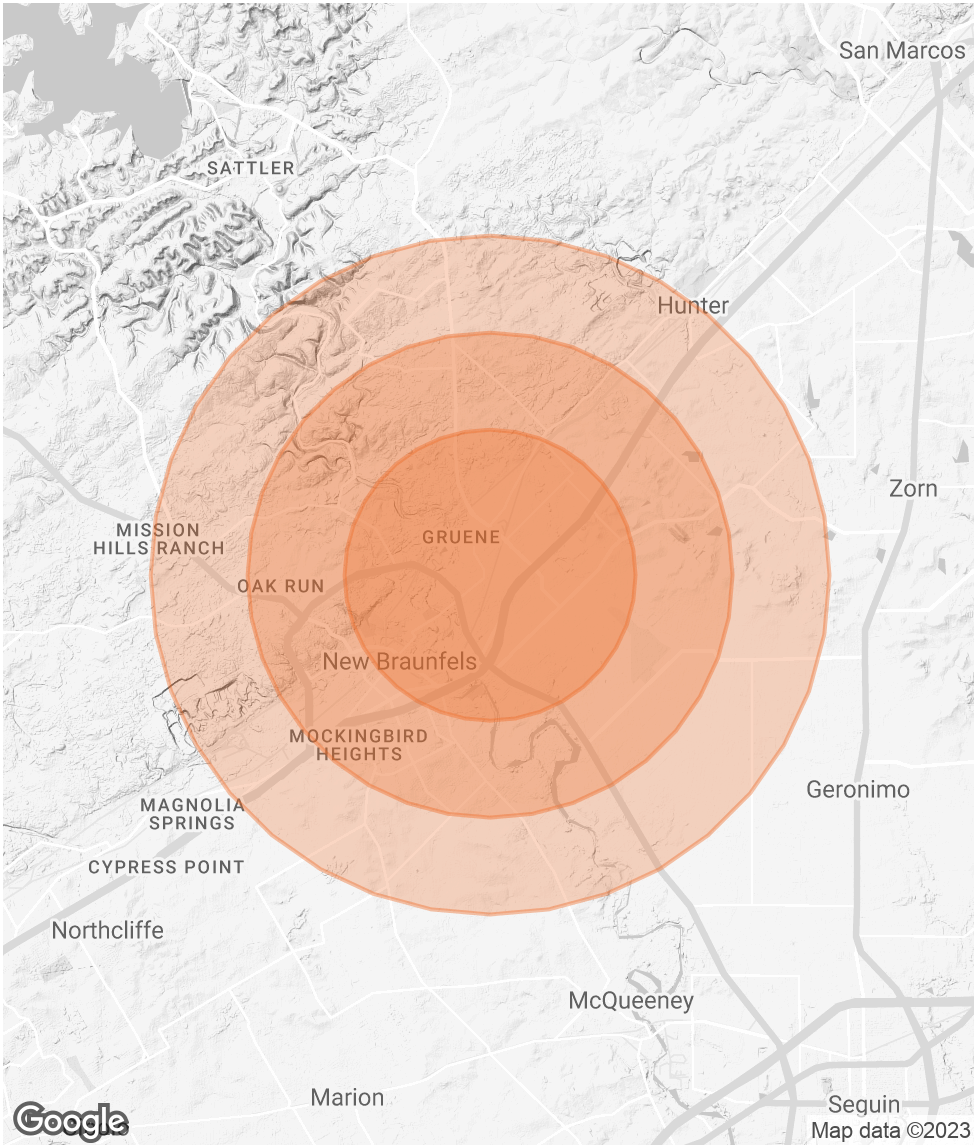 San Marcos
SATTLER
Hunter
Zorn
MISSION
HILLS RANCH
GRUENE
OAK RUN
New Braunfels
MOCKINGBIRD
HEIGHTS
MAGNOLIA
SPRINGS
Geronimo
CYPRESS POINT
Northcliffe
McQueeney
Marion
Seguin
Google
Map data ©2023